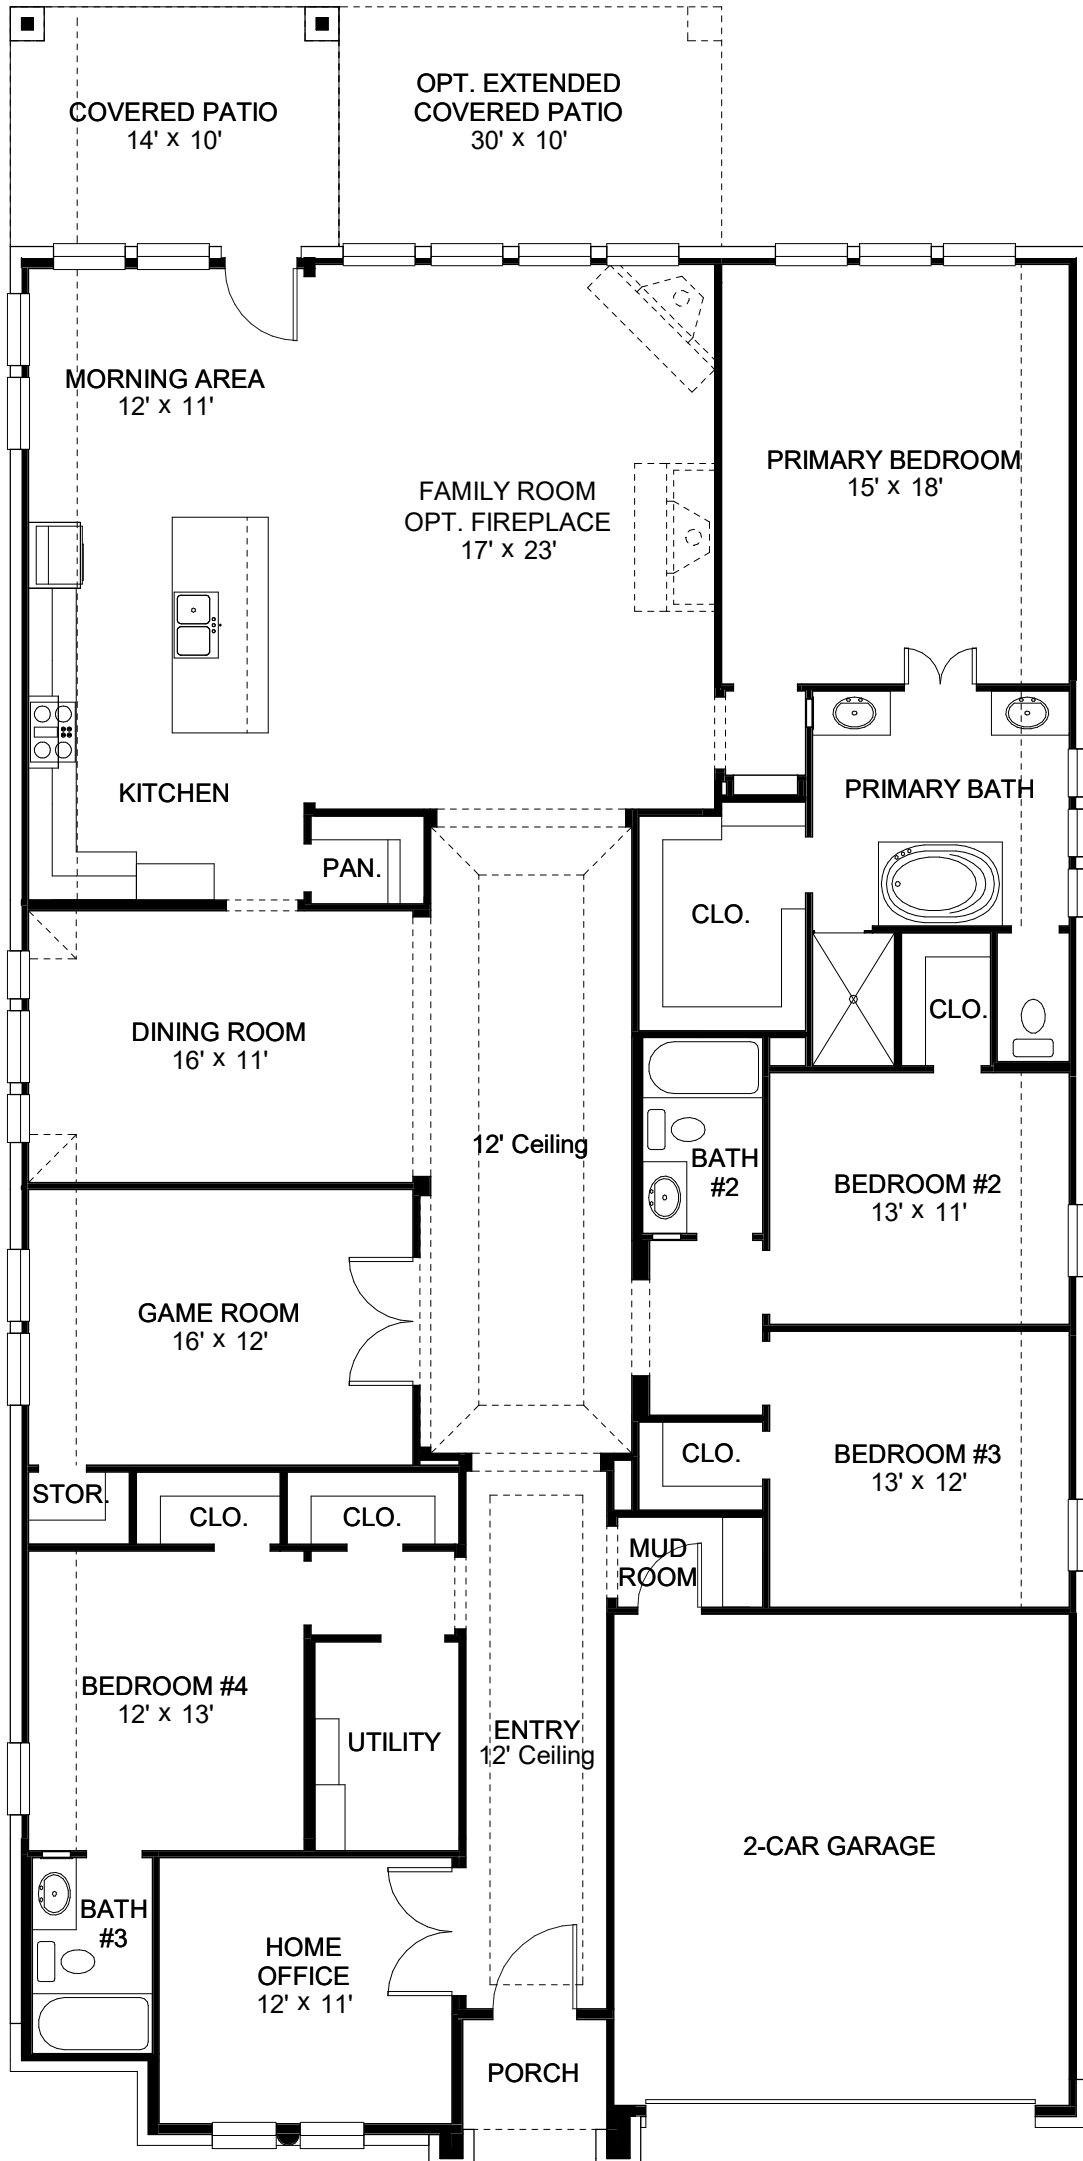 COVERED PATIO
14' x 10'
OPT. EXTENDED
COVERED PATIO
30' x 10'
MORNING AREA
12' x 11'
FAMILY ROOM
OPT. FIREPLACE
17' x 23'
PRIMARY BEDROOM
15' x 18'
KITCHEN
PRIMARY BATH
PAN.
CLO.
CLO.
DINING ROOM
16' x 11'
12' Ceiling
BATH
#2
BEDROOM #2
13' x 11'
GAME ROOM
16' x 12'
CLO.
BEDROOM #3
13' x 12'
STOR.
CLO.
CLO.
MUD
ROOM
BEDROOM #4
12' x 13'
UTILITY
ENTRY
12' Ceiling
2-CAR GARAGE
BATH
#3
HOME
OFFICE
12' x 11'
PORCH